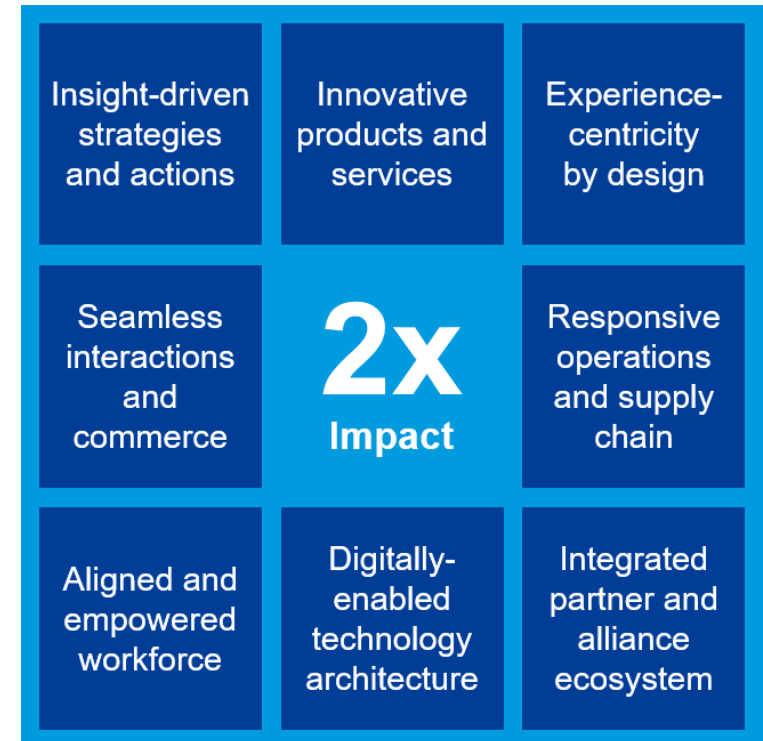 Insight-driven
strategies
and actions
Innovative
products and
services
Experience-
centricity
by design
Seamless
interactions
and
commerce
2x
Impact
Responsive
operations
and supply
chain
Aligned and
empowered
workforce
Digitally-
enabled
technology
architecture
Integrated
partner and
alliance
ecosystem